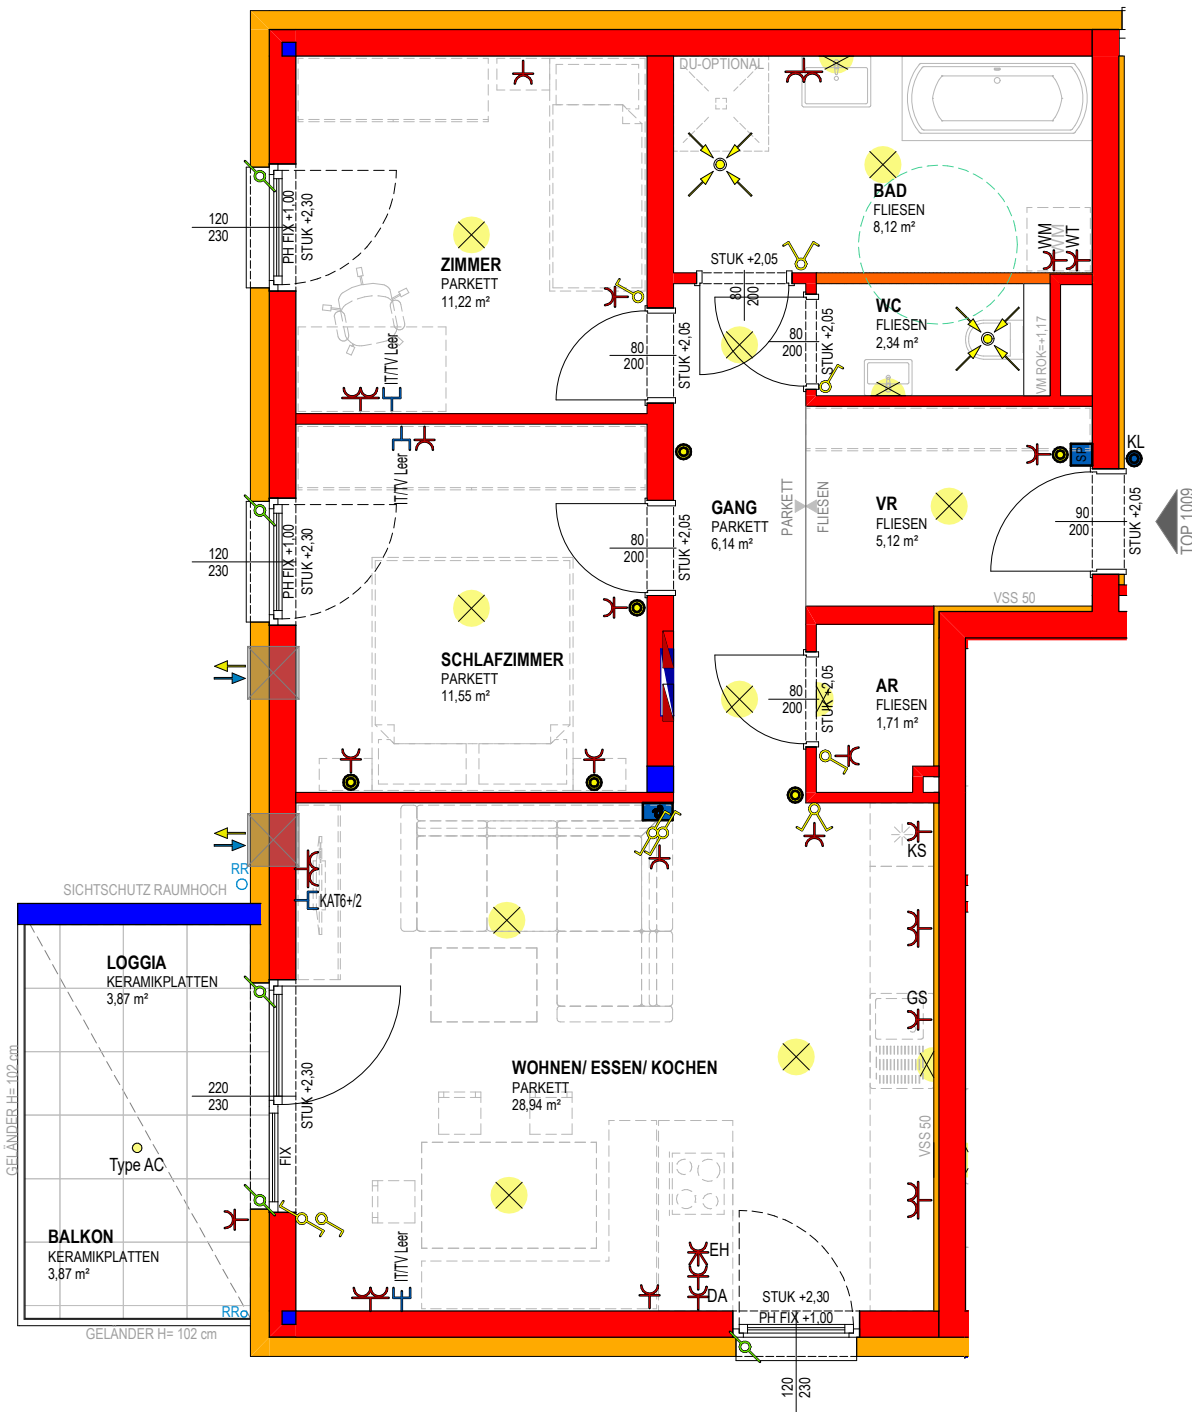 DU-OPTIONAL
BAD
FLIESEN
8,12 m²
WM
WM
WT
120
230
PH FIX +1,00
STUK +2,30
ZIMMER
PARKETT
11,22 m²
STUK +2,05
80
200
WC
FLIESEN
2,34 m²
80
200
STUK +2,05
VM ROK=+1,17
80
200
STUK +2,05
IT/TV Leer
IT/TV Leer
KL
SP
GANG
PARKETT
6,14 m²
PARKETT
FLIESEN
VR
FLIESEN
5,12 m²
90
200
STUK +2,05
TOP 1009
120
230
PH FIX +1,00
STUK +2,30
80
200
STUK +2,05
VSS 50
SCHLAFZIMMER
PARKETT
11,55 m²
80
200
STUK +2,05
AR
FLIESEN
1,71 m²
RR
SICHTSCHUTZ RAUMHOCH
KAT6+/2
KS
LOGGIA
KERAMIKPLATTEN
3,87 m²
GS
GELÄNDER H= 102 cm
220
230
STUK +2,30
FIX
WOHNEN/ ESSEN/ KOCHEN
PARKETT
28,94 m²
VSS 50
Type AC
BALKON
KERAMIKPLATTEN
3,87 m²
IT/TV Leer
EH
DA
RR
STUK +2,30
PH FIX +1,00
GELANDER H= 102 cm
120
230